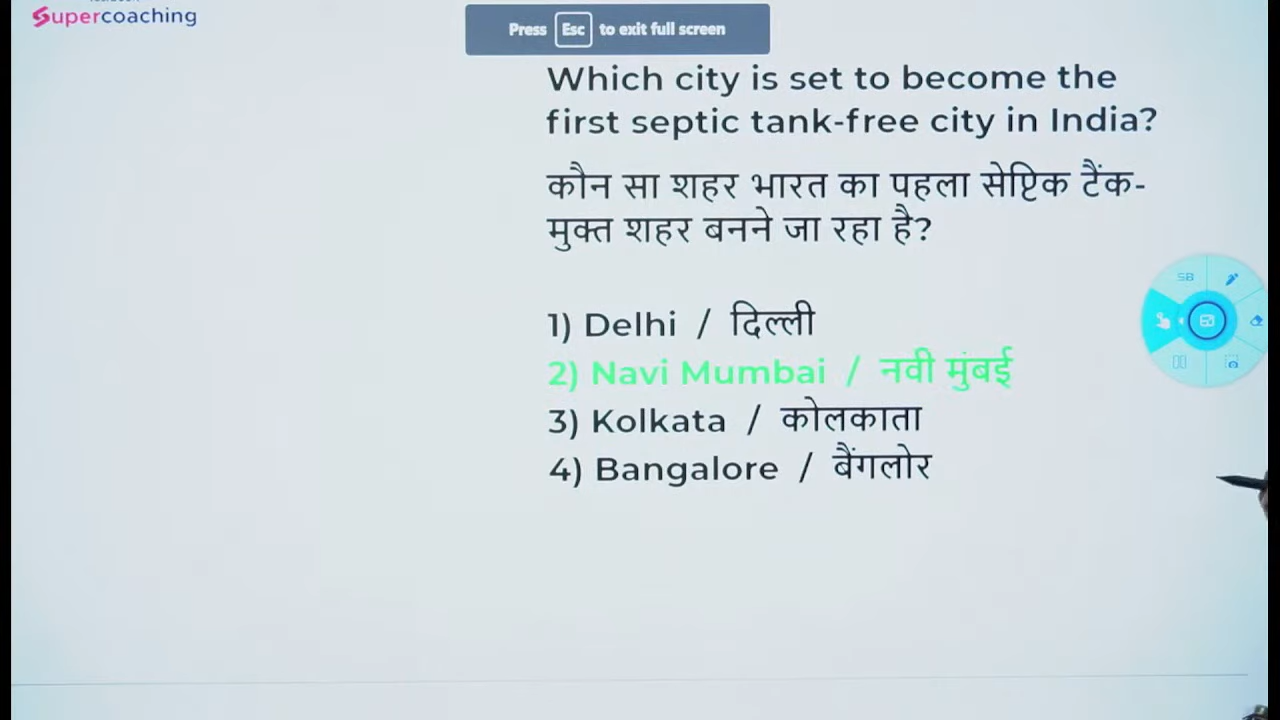 Supercoaching
Press Esc to exit full screen
Which city is set to become the
first septic tank-free city in India?
कौन सा शहर भारत का पहला सेप्टिक टैंक-
मुक्त शहर बनने जा रहा है?
1) Delhi / दिल्ली
2) Navi Mumbai / नवी मुंबई
3) Kolkata / कोलकाता
4) Bangalore / बैंगलोर
SB